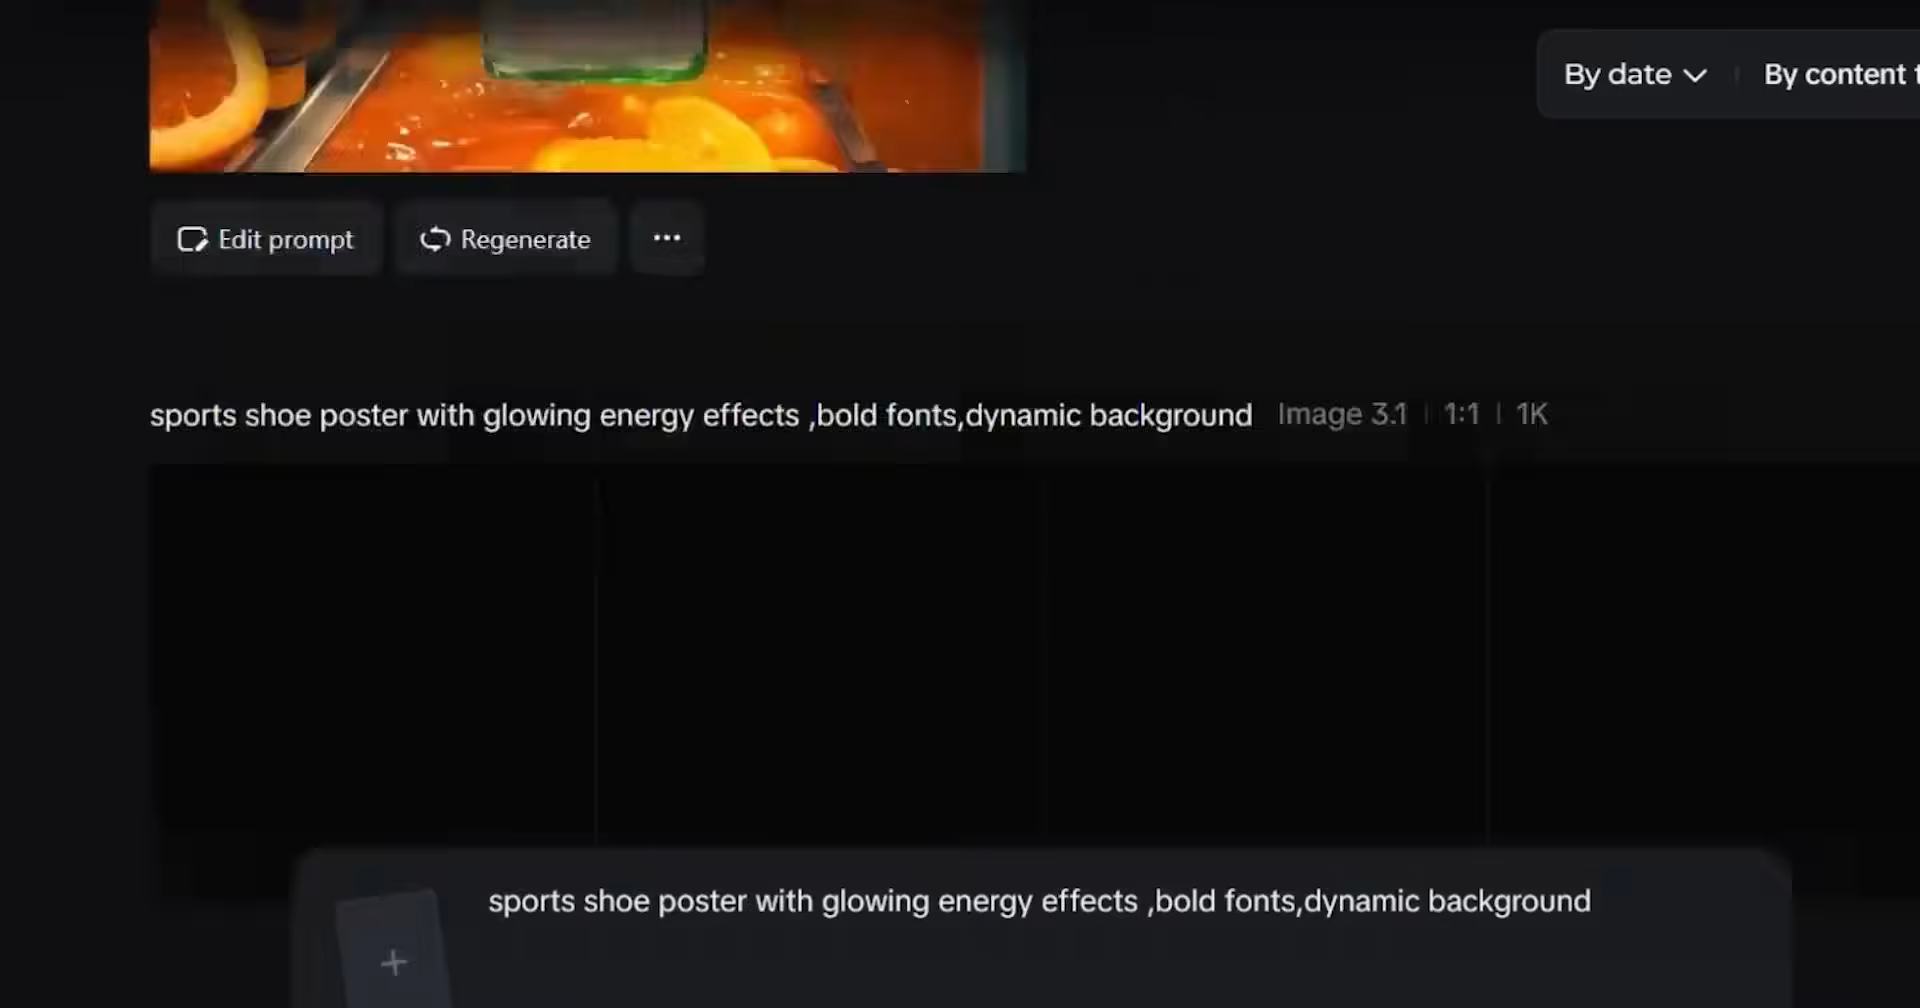 By date
By content
Edit prompt
Regenerate
sports shoe poster with glowing energy effects ,bold fonts,dynamic background Image 3.1 | 1:1 | 1K
sports shoe poster with glowing energy effects ,bold fonts,dynamic background